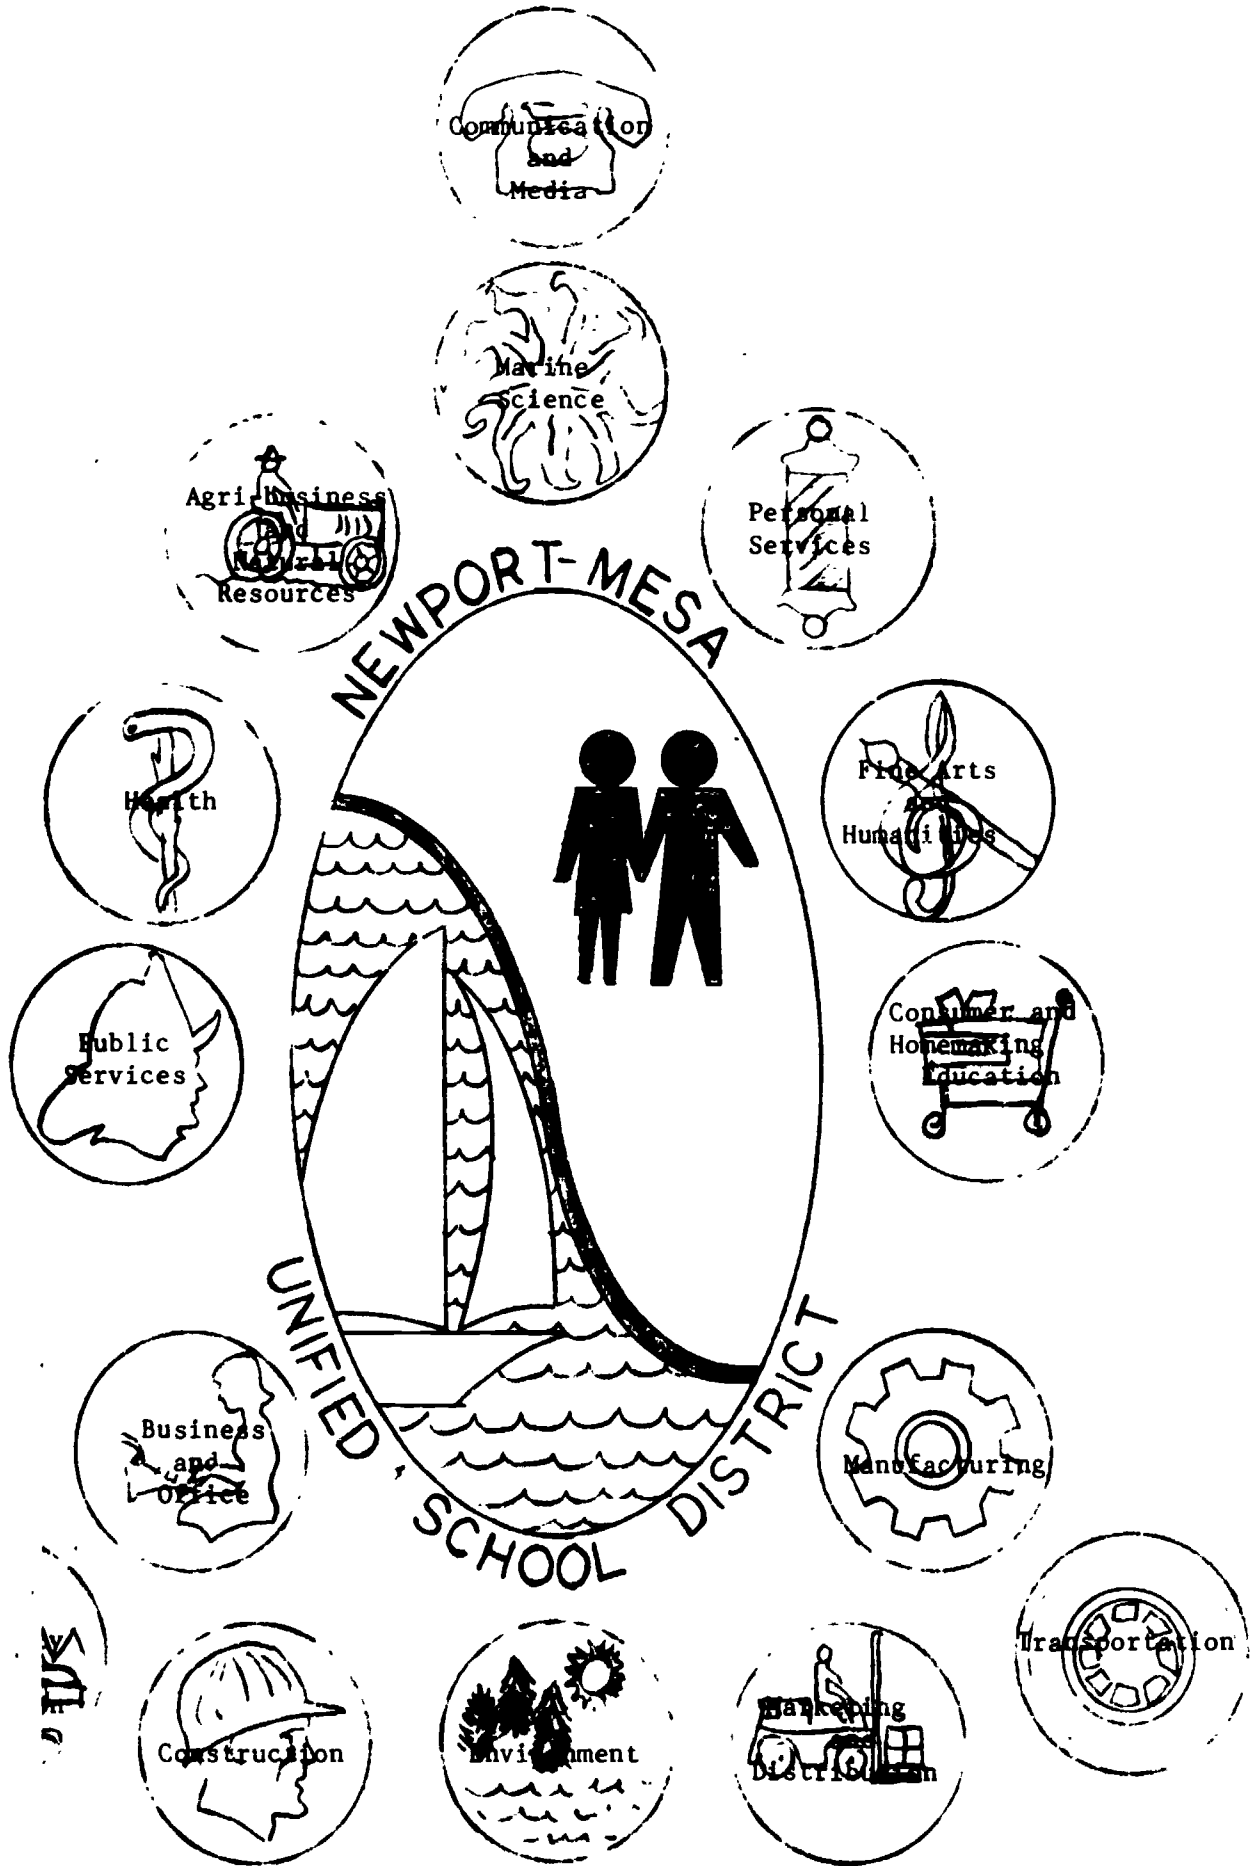 Communication
and
Media
Marine
Science
Agri-business
and
Natural
Resources
Personal
Services
NEWPORT-MESA
Health
Fine Arts
and
Humanities
Public
Services
Consumer and
Homemaking
Education
UNIFIED
SCHOOL
DISTRICT
Business
and
Office
Manufacturing
Transportation
Construction
Environment
Marketing
and
Distribution